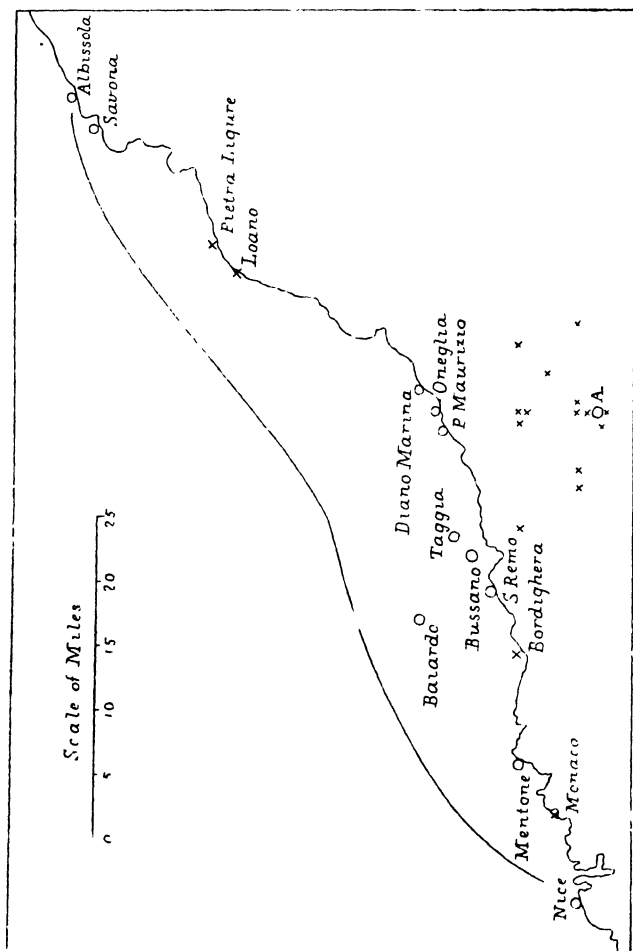 Scale of Miles
0 5 10 15 20 25
Albissola
Savona
Pietra Ligure
Loano
Diano Marina
Oneglia
P Maurizio
Taggia
Bussano
S Remo
Baiardo
Bordighera
Mentone
Monaco
Nice
A